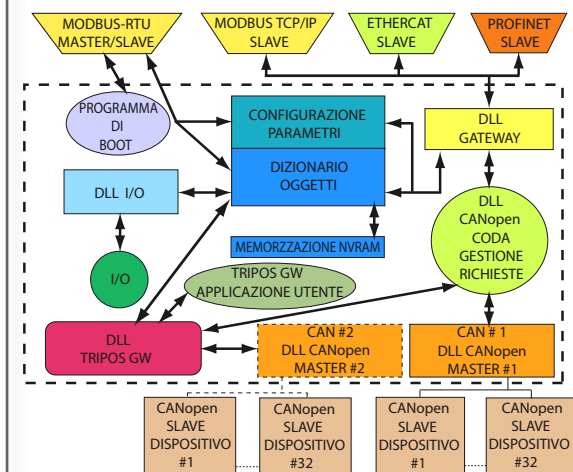 MODBUS-RTU
MASTER/SLAVE
MODBUS TCP/IP
SLAVE
ETHERCAT
SLAVE
PROFINET
SLAVE
PROGRAMMA
DI
BOOT
CONFIGURAZIONE
PARAMETRI
DLL
GATEWAY
DLL I/O
DIZIONARIO
OGGETTI
DLL
CANopen
CODA
GESTIONE
RICHIESTE
MEMORZZAZIONE NVRAM
I/O
TRIPOS GW
APPLICAZIONE UTENTE
DLL
TRIPOS GW
CAN #2
DLL CANopen
MASTER #2
CAN # 1
DLL CANopen
MASTER #1
CANopen
SLAVE
DISPOSITIVO
#1
CANopen
SLAVE
DISPOSITIVO
#32
CANopen
SLAVE
DISPOSITIVO
#1
CANopen
SLAVE
DISPOSITIVO
#32